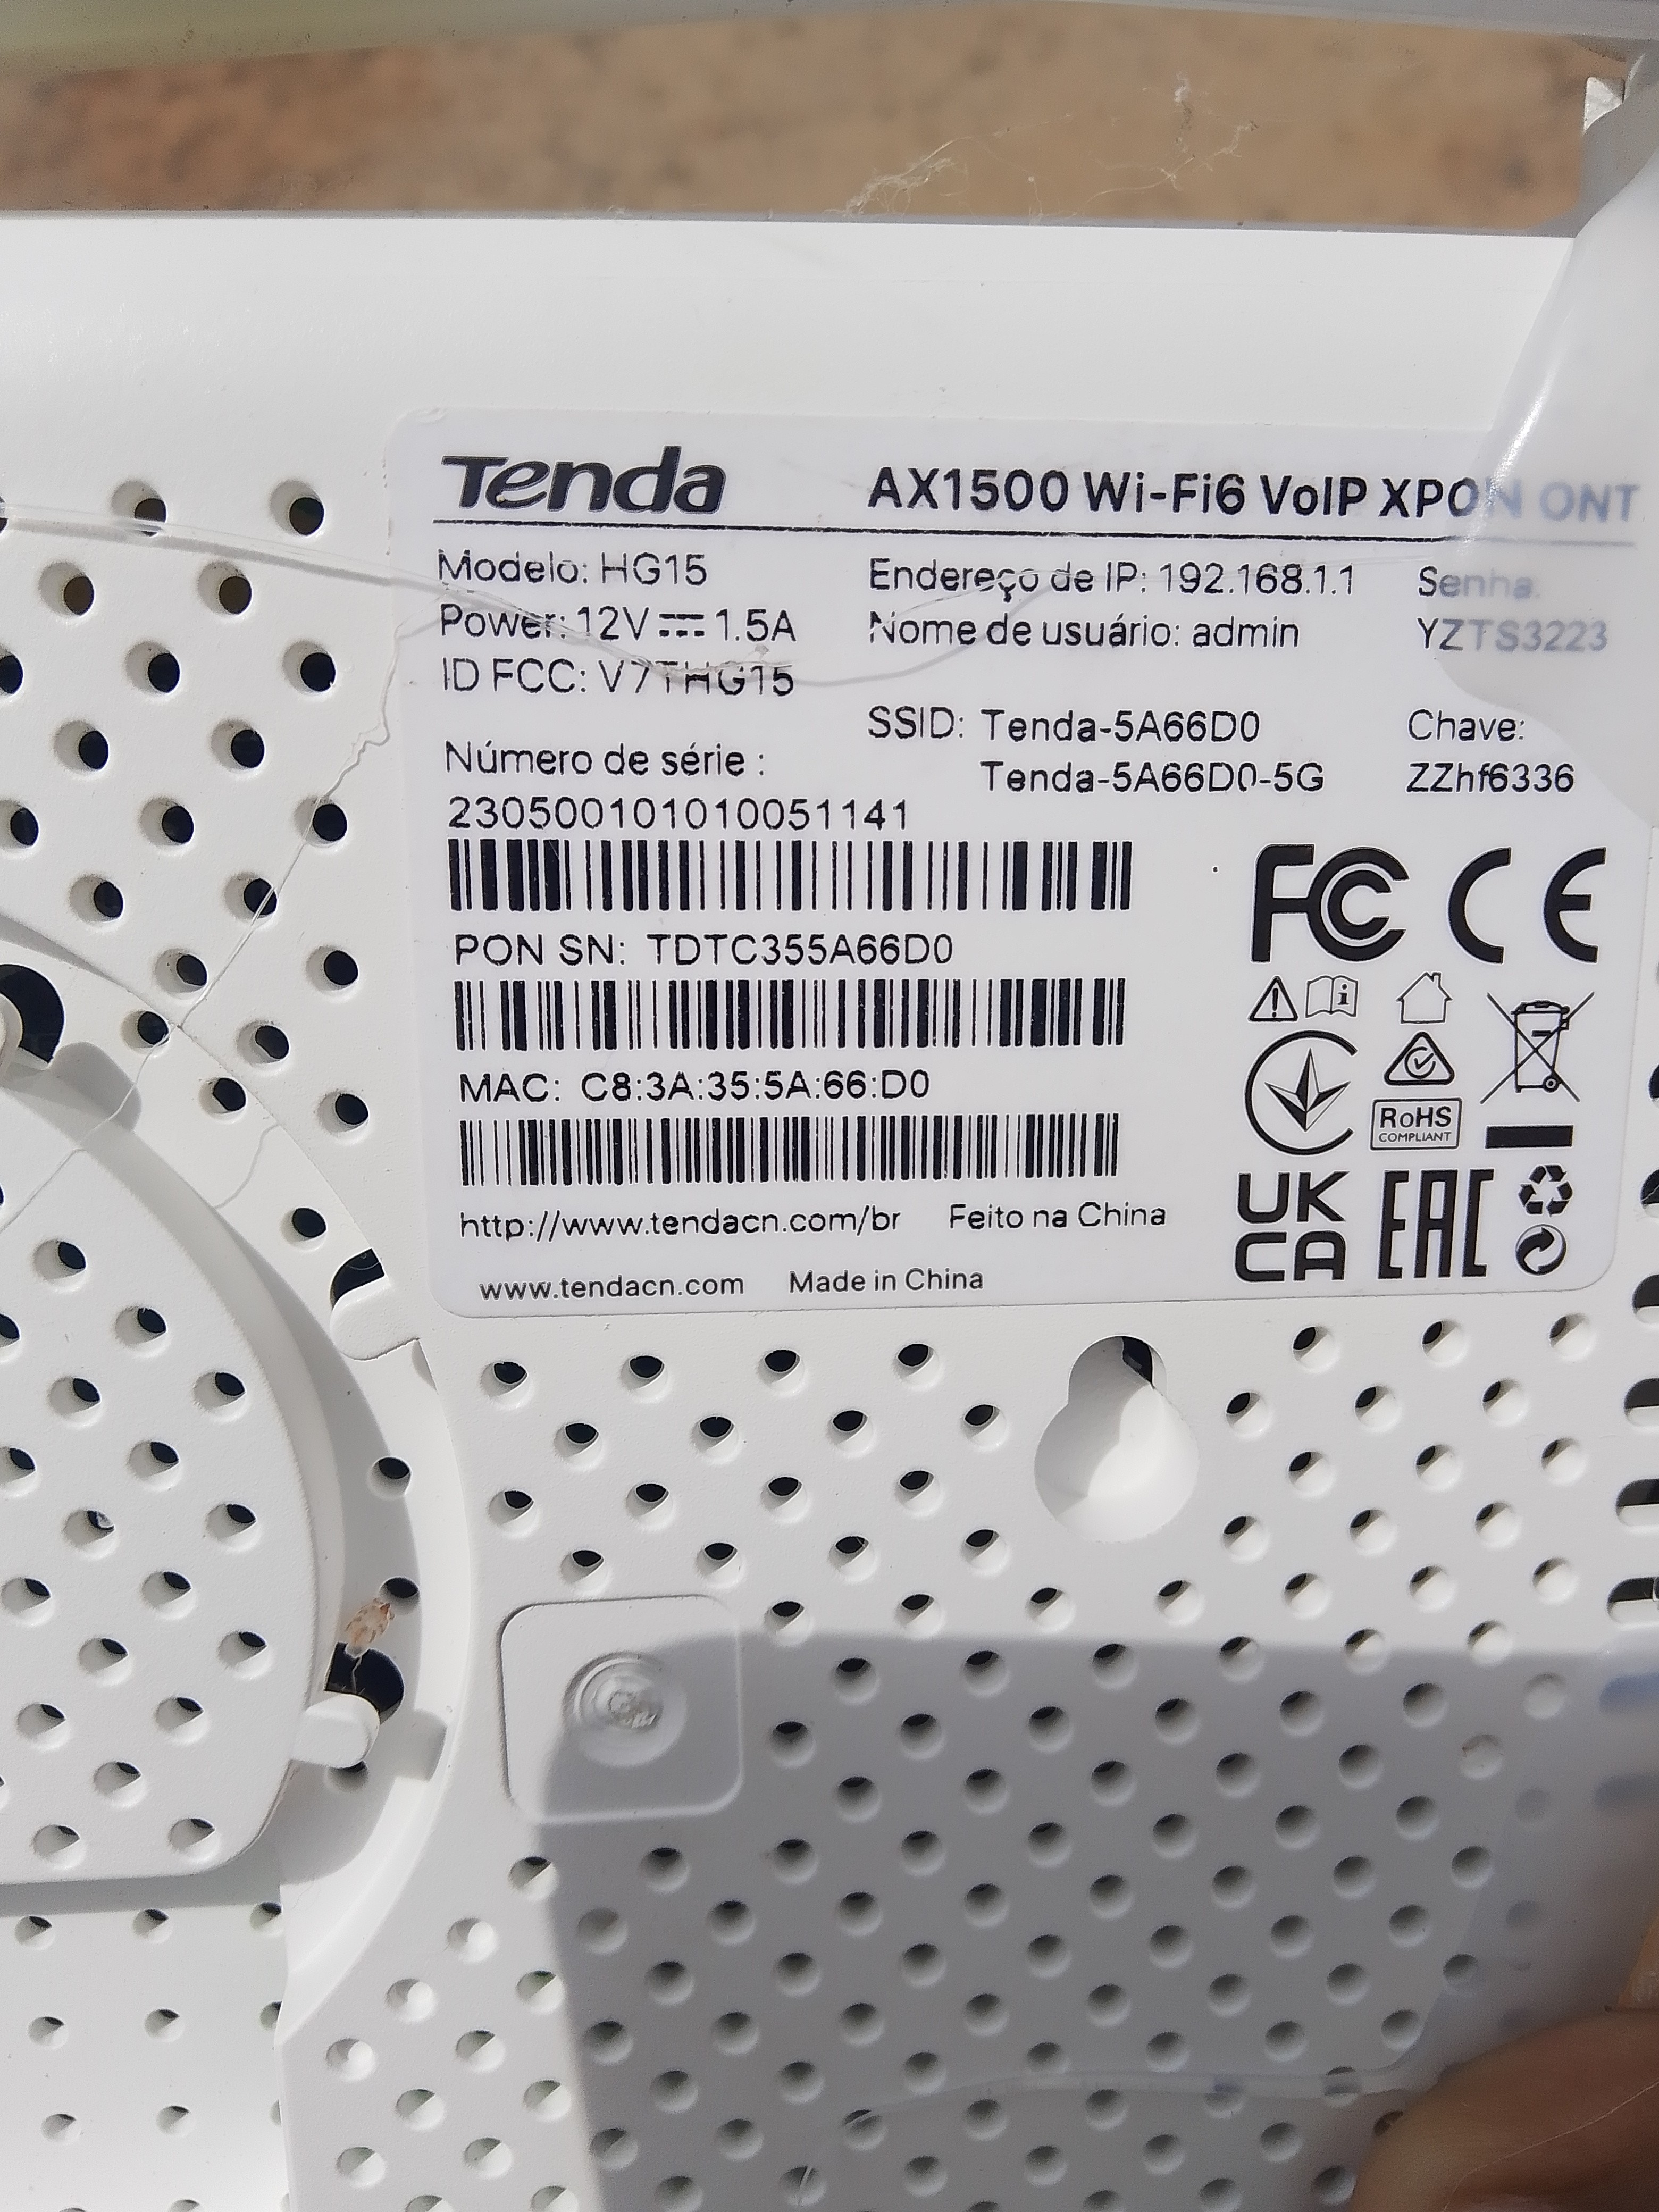 Tenda
AX1500 Wi-Fi6 VoIP XPON ONT
Modelo: HG15
Power: 12V 1.5A
ID FCC: V7THG15
Endereço de IP: 192.168.1.1
Nome de usuário: admin
Senha:
YZTS3223
SSID: Tenda-5A66D0
Tenda-5A66D0-5G
Chave:
ZZhf6336
Número de série :
230500101010051141
PON SN: TDTC355A66D0
MAC: C8:3A:35:5A:66:D0
http://www.tendacn.com/br Feito na China
www.tendacn.com Made in China
FC CE
RoHS
COMPLIANT
UK
CA
EAC